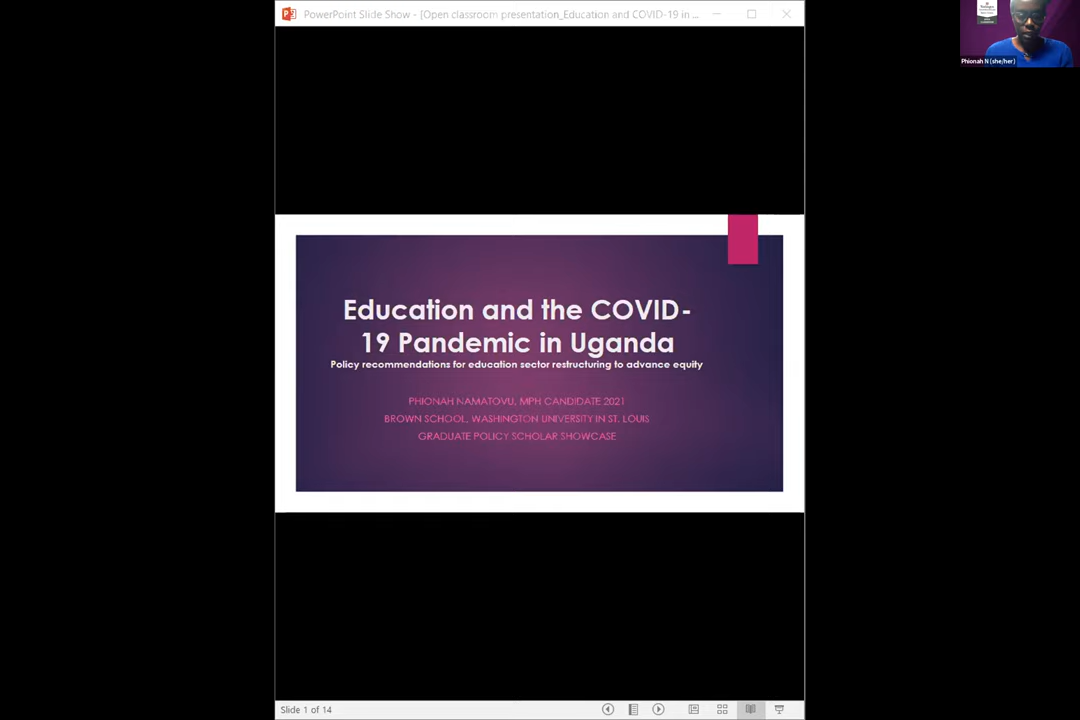 PowerPoint Slide Show - [Open classroom presentation_Education and COVID-19 in ...
Phionah N (she/her)
Education and the COVID-
19 Pandemic in Uganda
Policy recommendations for education sector restructuring to advance equity
PHIONAH NAMATOVU, MPH CANDIDATE 2021
BROWN SCHOOL, WASHINGTON UNIVERSITY IN ST. LOUIS
GRADUATE POLICY SCHOLAR SHOWCASE
Slide 1 of 14